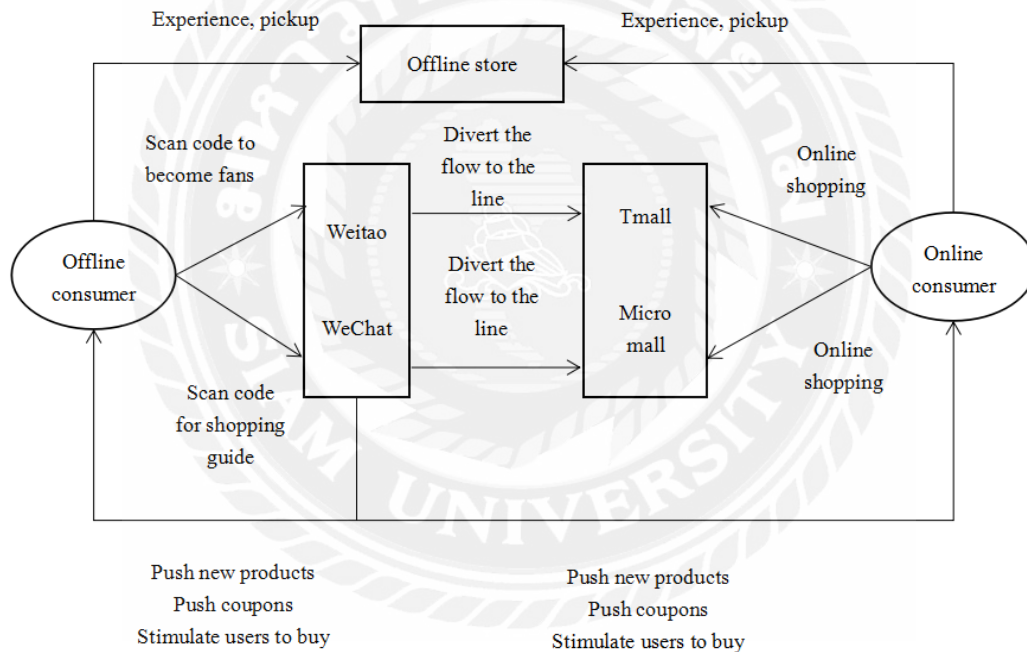 Experience, pickup
Experience, pickup
Offline store
Scan code to
become fans
Divert the
flow to the
line
Online
shopping
Weitao
Tmall
Offline
consumer
Online
consumer
Divert the
flow to the
line
WeChat
Micro
mall
Online
shopping
Scan code
for shopping
guide
SIAM UNIVERSITY
Push new products
Push coupons
Stimulate users to buy
Push new products
Push coupons
Stimulate users to buy